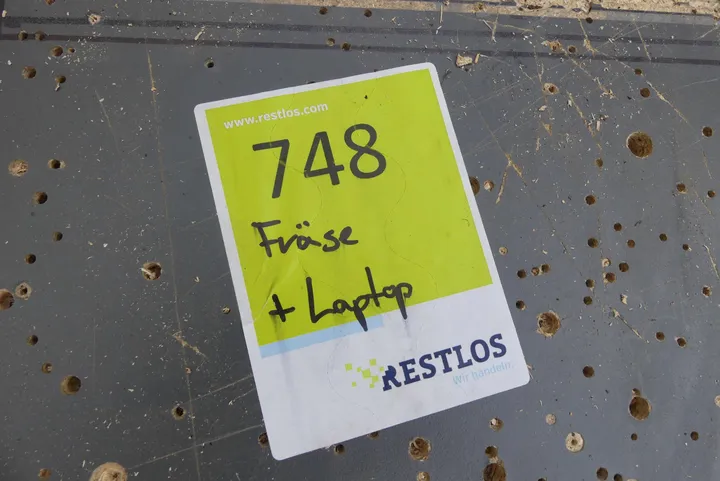 www.restlos.com
748
Fräse
+ Laptop
RESTLOS
Wir handeln.